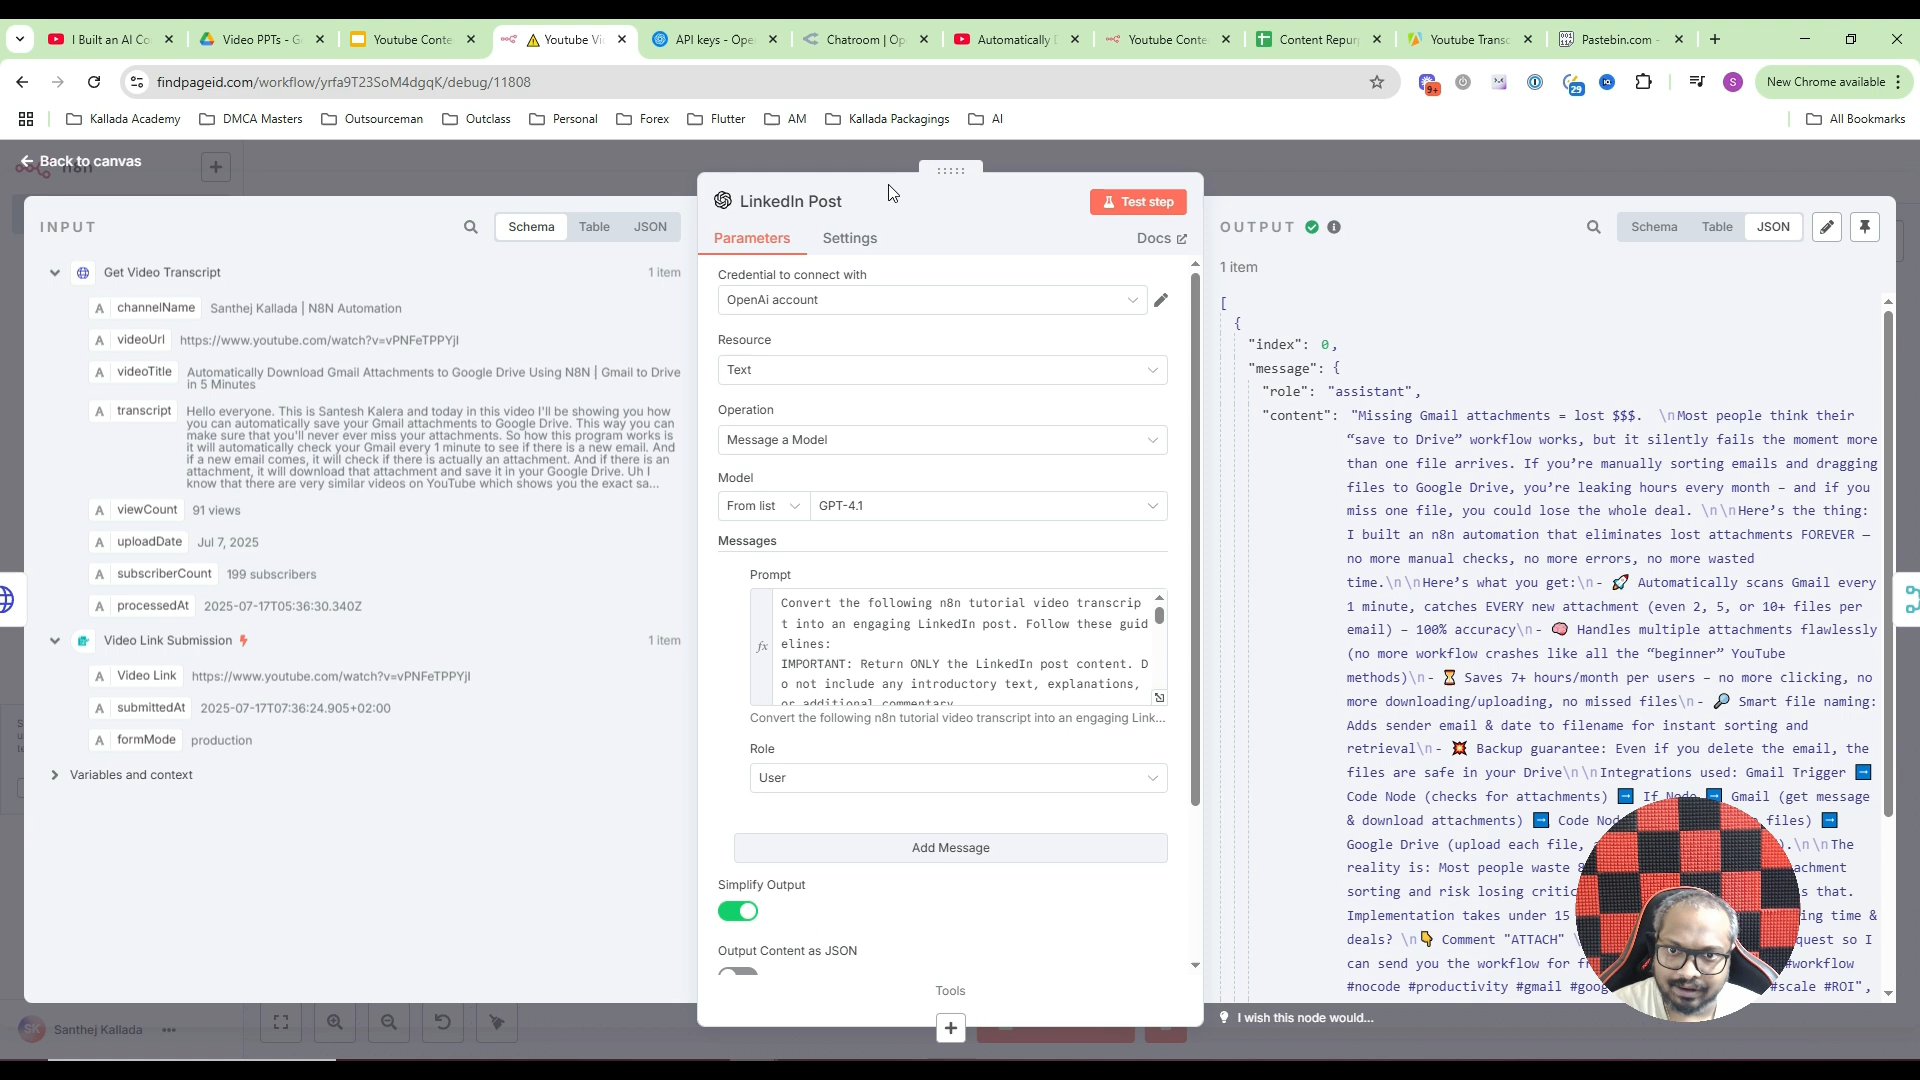 I Built an AI Co
Video PPTs - G
Youtube Conte
Youtube Vi
API keys - Ope
Chatroom | Op
Automatically D
Youtube Conte
Content Repur
Youtube Transc
Pastebin.com -
findpageid.com/workflow/yrfa9T23SoM4dgqK/debug/11808
9+
29
S
New Chrome available
Kallada Academy
DMCA Masters
Outsourceman
Outclass
Personal
Forex
Flutter
AM
Kallada Packagings
AI
All Bookmarks
Back to canvas
n8n
INPUT
Schema
Table
JSON
Get Video Transcript
1 item
A channelName Santhej Kallada | N8N Automation
A videoUrl https://www.youtube.com/watch?v=vPNFeTPPYjI
A videoTitle Automatically Download Gmail Attachments to Google Drive Using N8N | Gmail to Drive
in 5 Minutes
A transcript Hello everyone. This is Santesh Kalera and today in this video I'll be showing you how
you can automatically save your Gmail attachments to Google Drive. This way you can
make sure that you'll never ever miss your attachments. So how this program works is
it will automatically check your Gmail every 1 minute to see if there is a new email. And
if a new email comes, it will check if there is actually an attachment. And if there is an
attachment, it will download that attachment and save it in your Google Drive. Uh I
know that there are very similar videos on YouTube which shows you the exact sa...
A viewCount 91 views
A uploadDate Jul 7, 2025
A subscriberCount 199 subscribers
A processedAt 2025-07-17T05:36:30.340Z
Video Link Submission
1 item
A Video Link https://www.youtube.com/watch?v=vPNFeTPPYjI
A submittedAt 2025-07-17T07:36:24.905+02:00
A formMode production
Variables and context
SK
Santhej Kallada
LinkedIn Post
Test step
Parameters
Settings
Docs
Credential to connect with
OpenAi account
Resource
Text
Operation
Message a Model
Model
From list
GPT-4.1
Messages
Prompt
fx
Convert the following n8n tutorial video transcrip
t into an engaging LinkedIn post. Follow these guid
elines:
IMPORTANT: Return ONLY the LinkedIn post content. D
o not include any introductory text, explanations,
or additional commentary
Convert the following n8n tutorial video transcript into an engaging Link...
Role
User
Add Message
Simplify Output
Output Content as JSON
Tools
OUTPUT
Schema
Table
JSON
1 item
[
{
"index": 0,
"message": {
"role": "assistant",
"content": "Missing Gmail attachments = lost $$$. \nMost people think their
“save to Drive” workflow works, but it silently fails the moment more
than one file arrives. If you’re manually sorting emails and dragging
files to Google Drive, you’re leaking hours every month – and if you
miss one file, you could lose the whole deal. \n\nHere’s the thing:
I built an n8n automation that eliminates lost attachments FOREVER –
no more manual checks, no more errors, no more wasted
time.\n\nHere’s what you get:\n- 🚀 Automatically scans Gmail every
1 minute, catches EVERY new attachment (even 2, 5, or 10+ files per
email) – 100% accuracy\n- 🧠 Handles multiple attachments flawlessly
(no more workflow crashes like all the “beginner” YouTube
methods)\n- ⏳ Saves 7+ hours/month per users – no more clicking, no
more downloading/uploading, no missed files\n- 🔎 Smart file naming:
Adds sender email & date to filename for instant sorting and
retrieval\n- 💥 Backup guarantee: Even if you delete the email, the
files are safe in your Drive\n\nIntegrations used: Gmail Trigger ➡
Code Node (checks for attachments) ➡ If Node ➡ Gmail (get message
& download attachments) ➡ Code Nod files) ➡
Google Drive (upload each file, ).\n\nThe
reality is: Most people waste
sorting and risk losing s that.
Implementation takes under 15 ing time &
deals? \n👇 Comment "ATTACH" quest so I
can send you the workflow for #workflow
#nocode #productivity #gmail #scale #ROI",
I wish this node would...